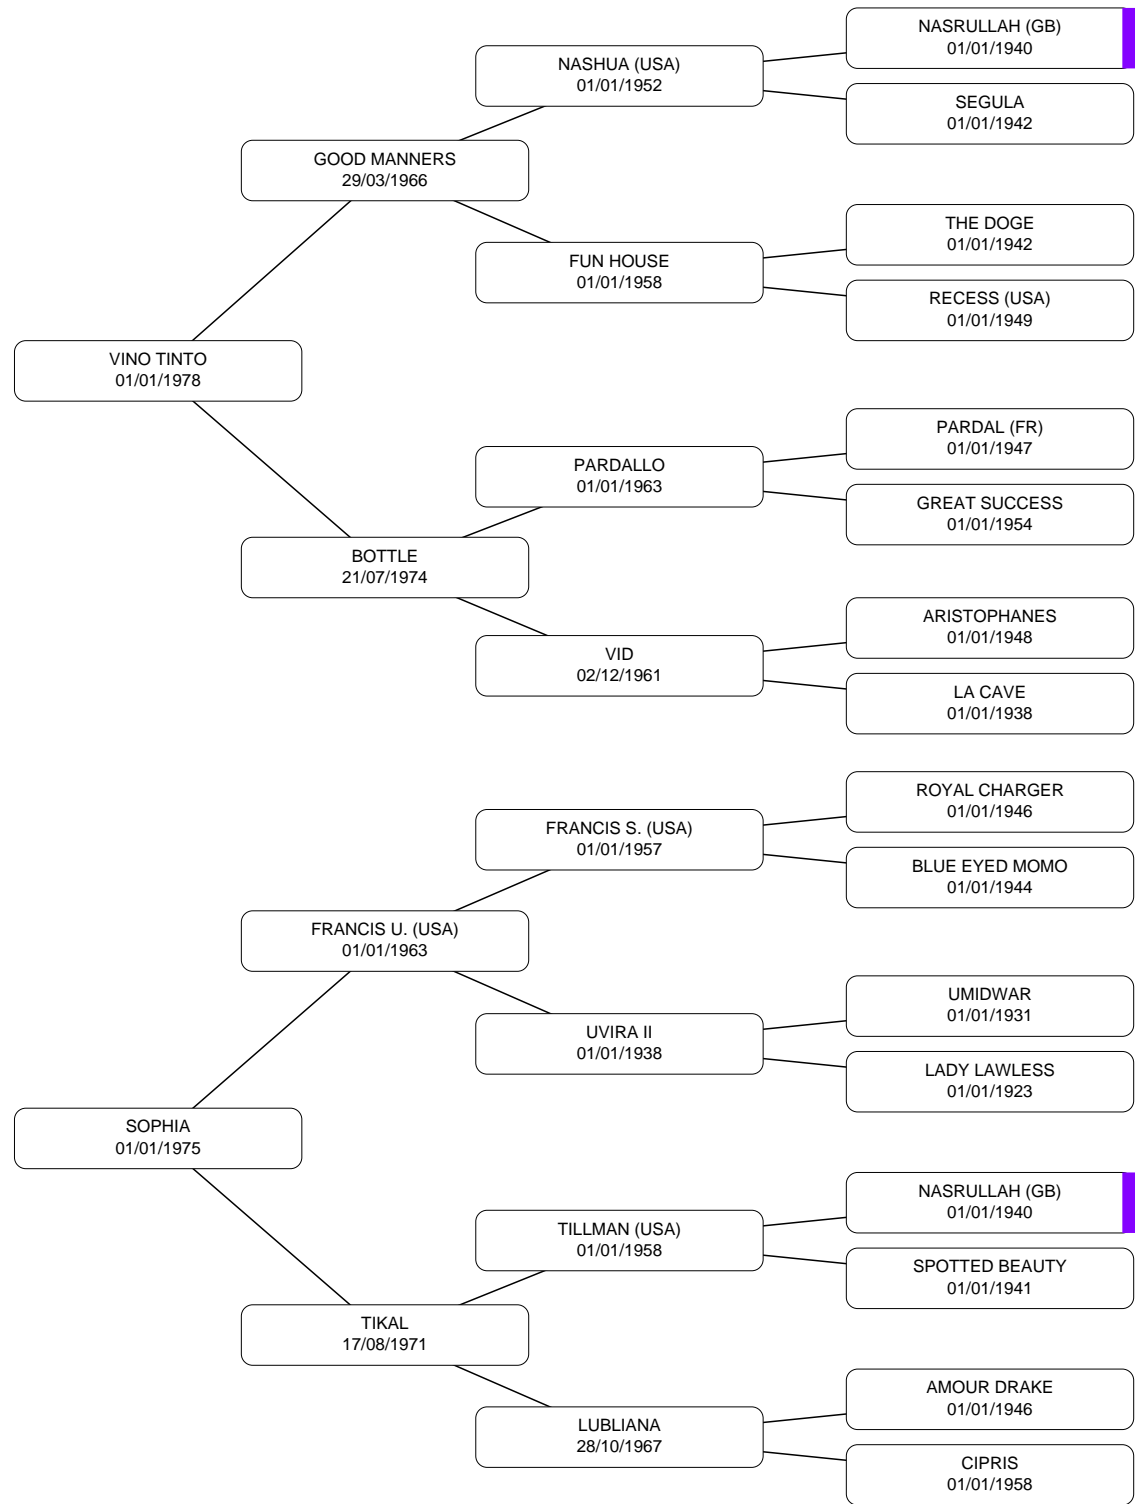 NASRULLAH (GB)
01/01/1940
NASHUA (USA)
01/01/1952
SEGULA
01/01/1942
GOOD MANNERS
29/03/1966
THE DOGE
01/01/1942
FUN HOUSE
01/01/1958
RECESS (USA)
01/01/1949
VINO TINTO
01/01/1978
PARDAL (FR)
01/01/1947
PARDALLO
01/01/1963
GREAT SUCCESS
01/01/1954
BOTTLE
21/07/1974
ARISTOPHANES
01/01/1948
VID
02/12/1961
LA CAVE
01/01/1938
ROYAL CHARGER
01/01/1946
FRANCIS S. (USA)
01/01/1957
BLUE EYED MOMO
01/01/1944
FRANCIS U. (USA)
01/01/1963
UMIDWAR
01/01/1931
UVIRA II
01/01/1938
LADY LAWLESS
01/01/1923
SOPHIA
01/01/1975
NASRULLAH (GB)
01/01/1940
TILLMAN (USA)
01/01/1958
SPOTTED BEAUTY
01/01/1941
TIKAL
17/08/1971
AMOUR DRAKE
01/01/1946
LUBLIANA
28/10/1967
CIPRIS
01/01/1958